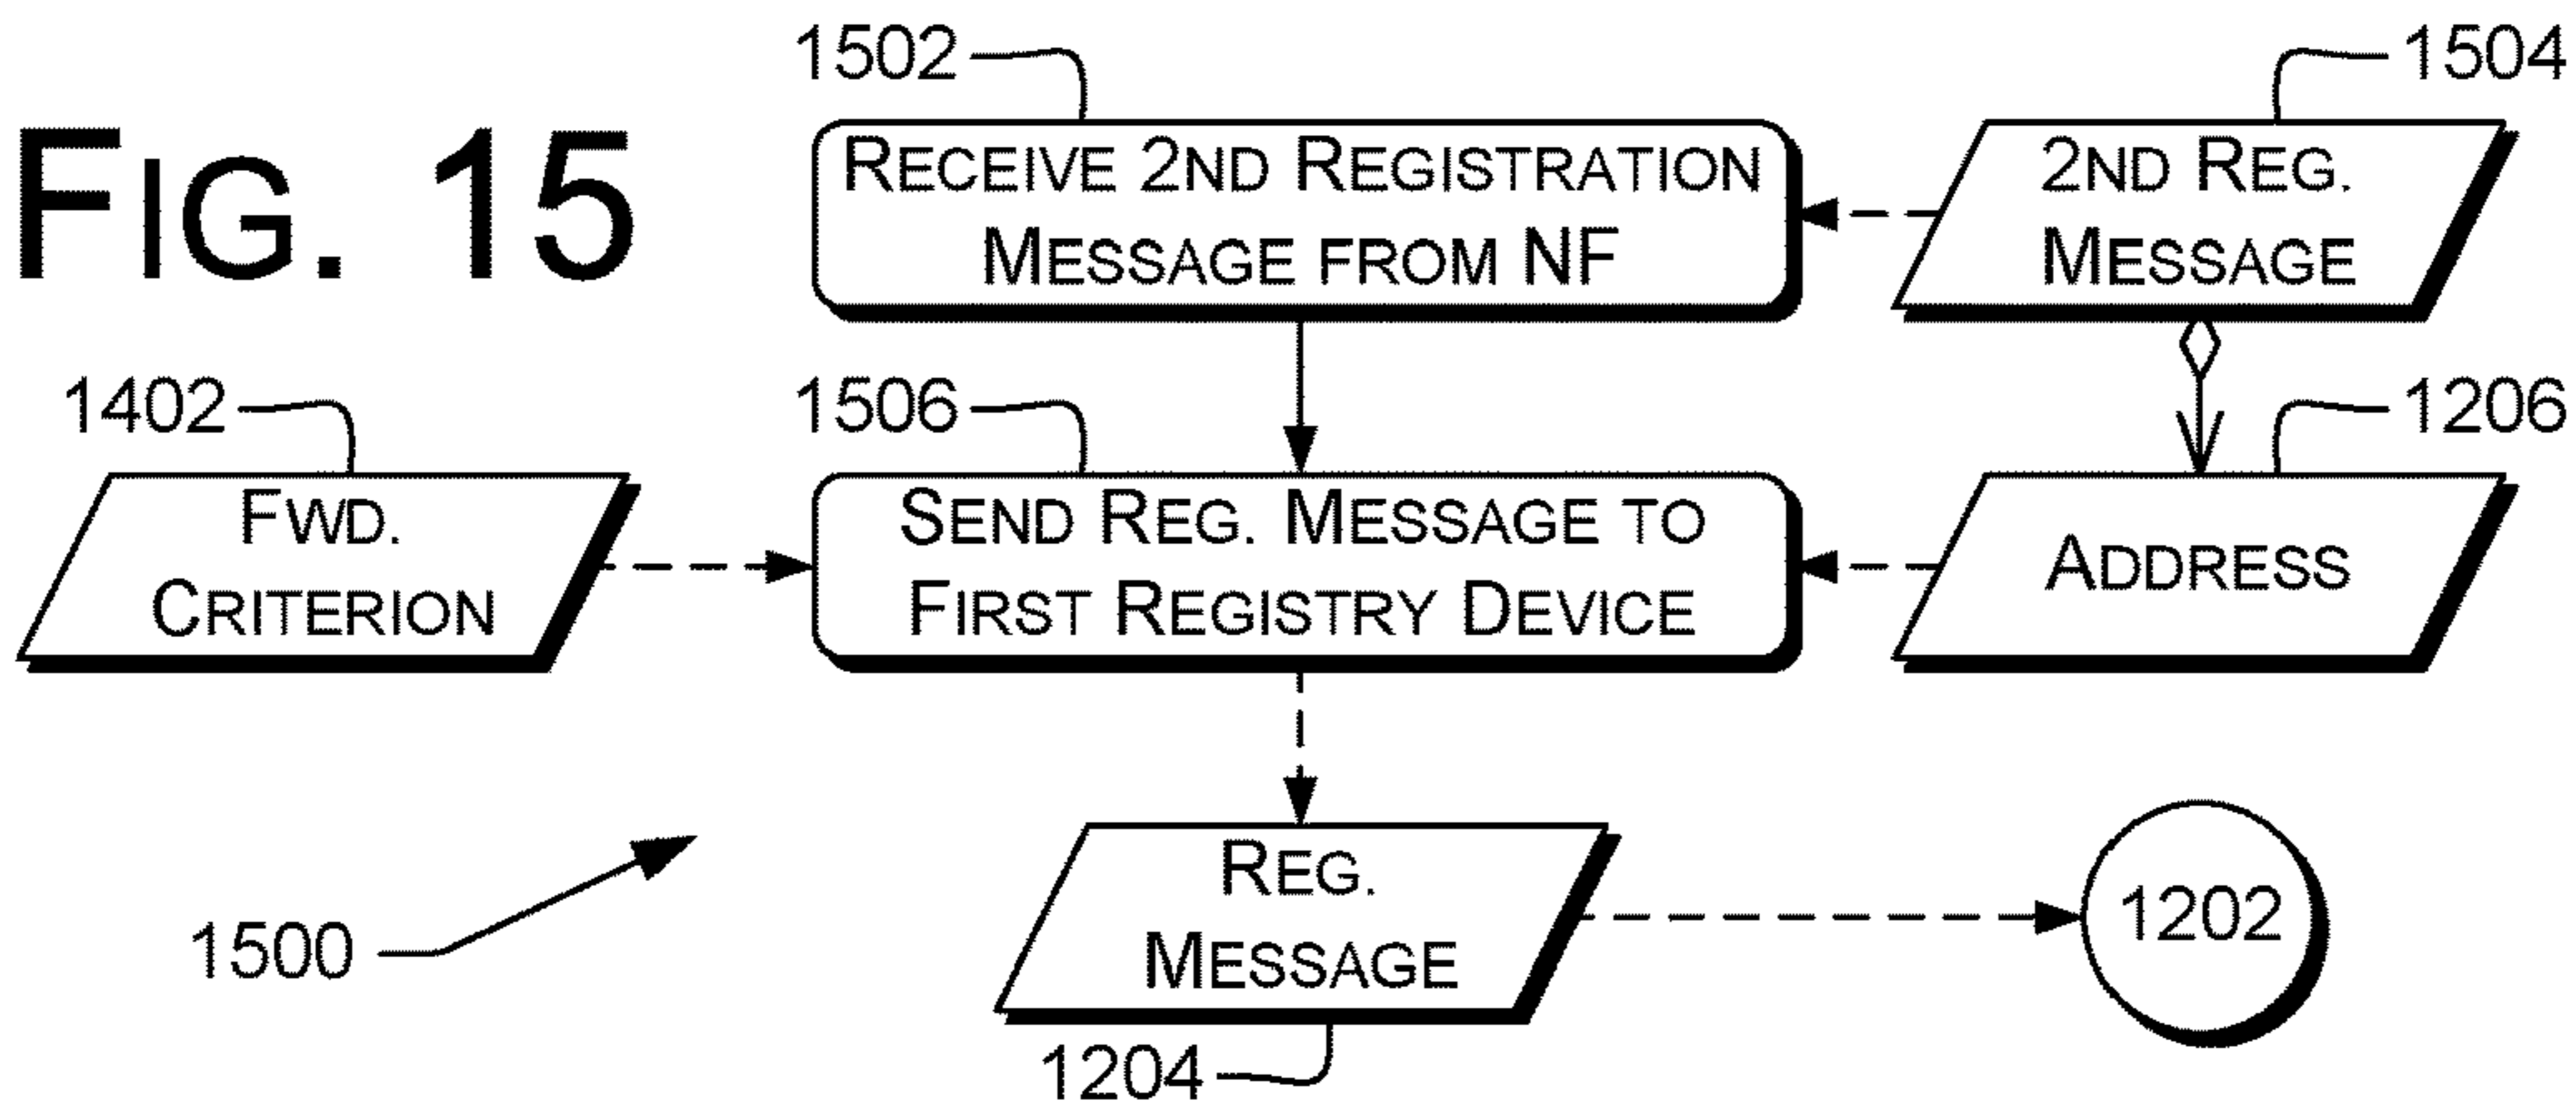 FIG. 15
1502
1504
RECEIVE 2ND REGISTRATION
MESSAGE FROM NF
2ND REG.
MESSAGE
1402
1506
1206
FWD.
CRITERION
SEND REG. MESSAGE TO
FIRST REGISTRY DEVICE
ADDRESS
REG.
MESSAGE
1202
1500
1204